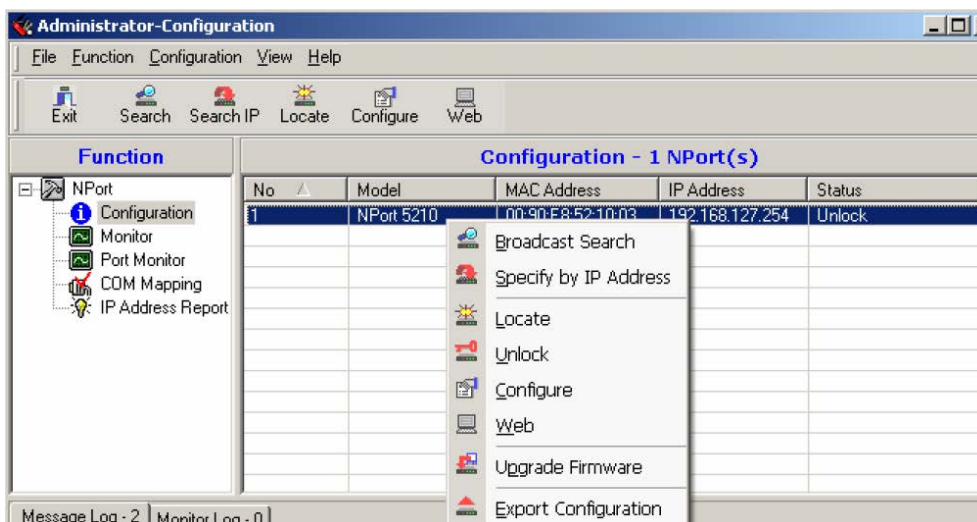 Administrator-Configuration
File Function Configuration View Help
Exit Search Search IP Locate Configure Web
Function
Configuration - 1 NPort(s)
NPort
Configuration
Monitor
Port Monitor
COM Mapping
IP Address Report
No Model MAC Address IP Address Status
1 NPort 5210 00:90:E8:52:10:03 192.168.127.254 Unlock
Broadcast Search
Specify by IP Address
Locate
Unlock
Configure
Web
Upgrade Firmware
Export Configuration
Message Log - 2 Monitor Log - 0